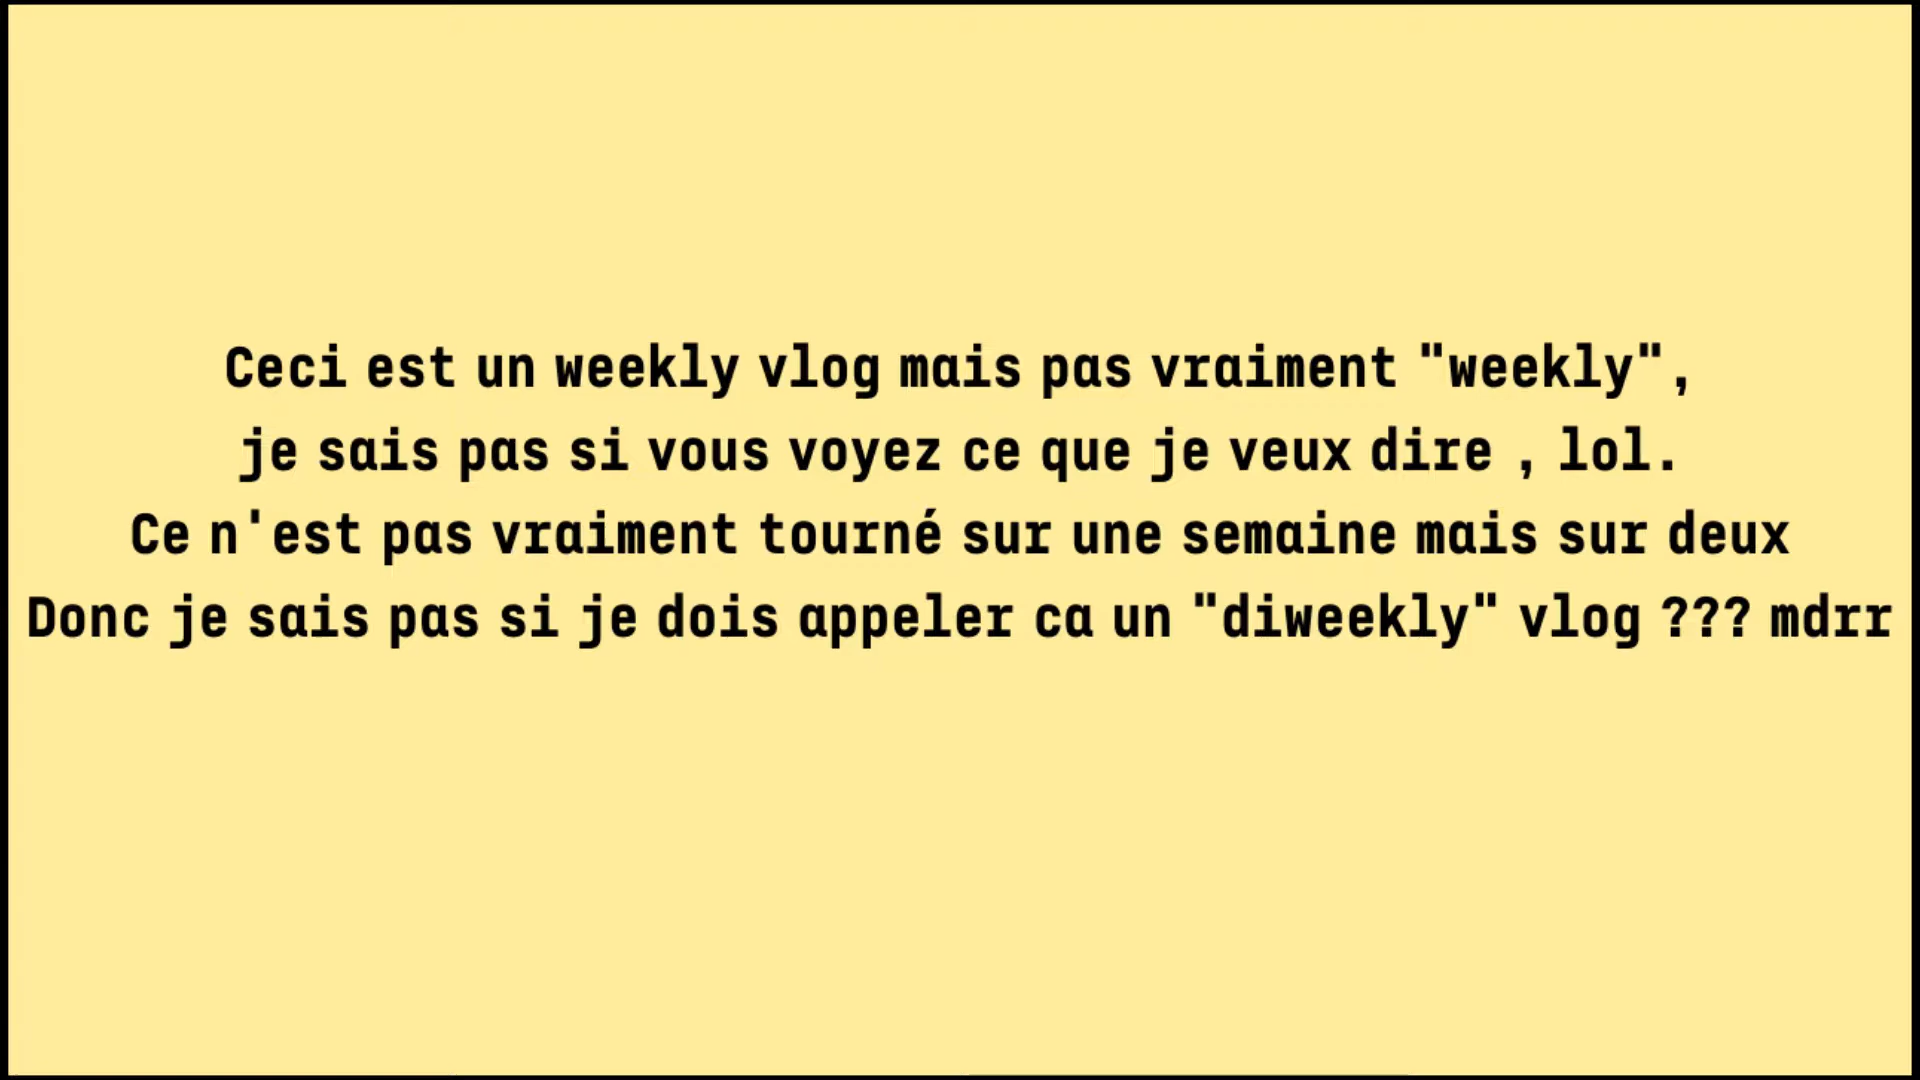 Ceci est un weekly vlog mais pas vraiment "weekly",
je sais pas si vous voyez ce que je veux dire , lol.
Ce n'est pas vraiment tourné sur une semaine mais sur deux
Donc je sais pas si je dois appeler ca un "diweekly" vlog ??? mdrr